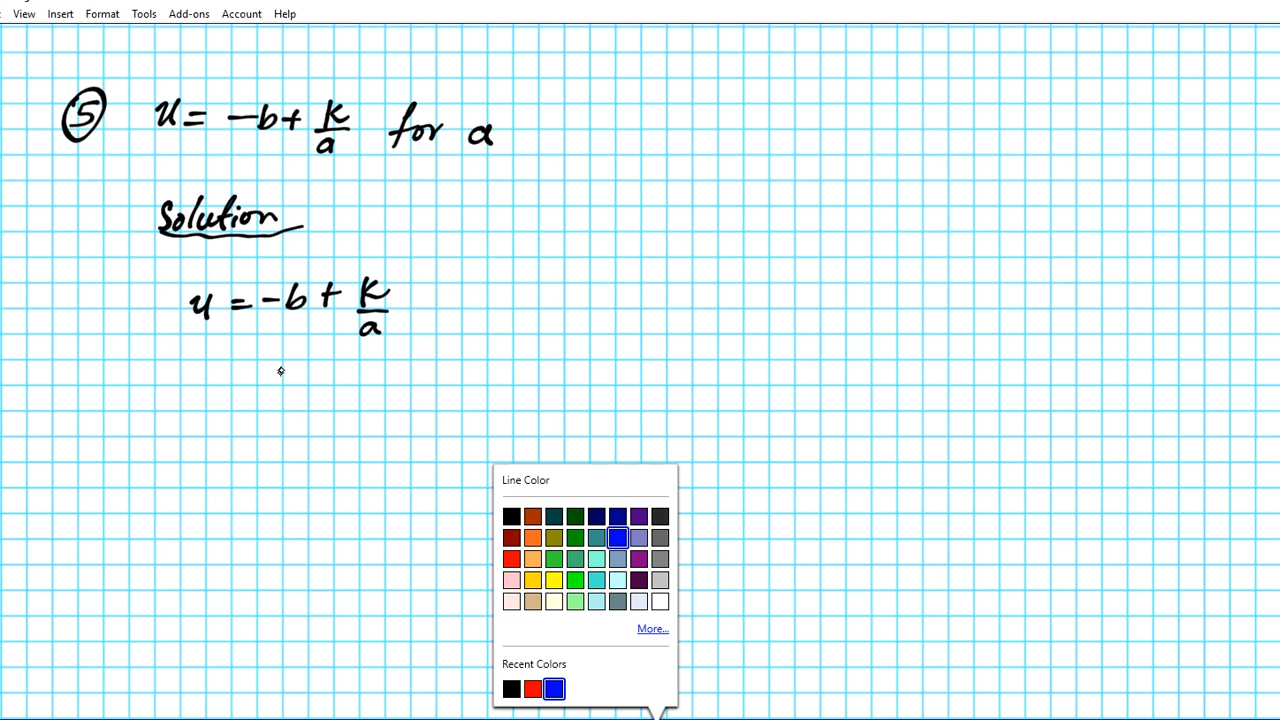 View Insert Format Tools Add-ons Account Help
⑤ u = -b + k/a for a
Solution
u = -b + k/a
Line Color
More...
Recent Colors